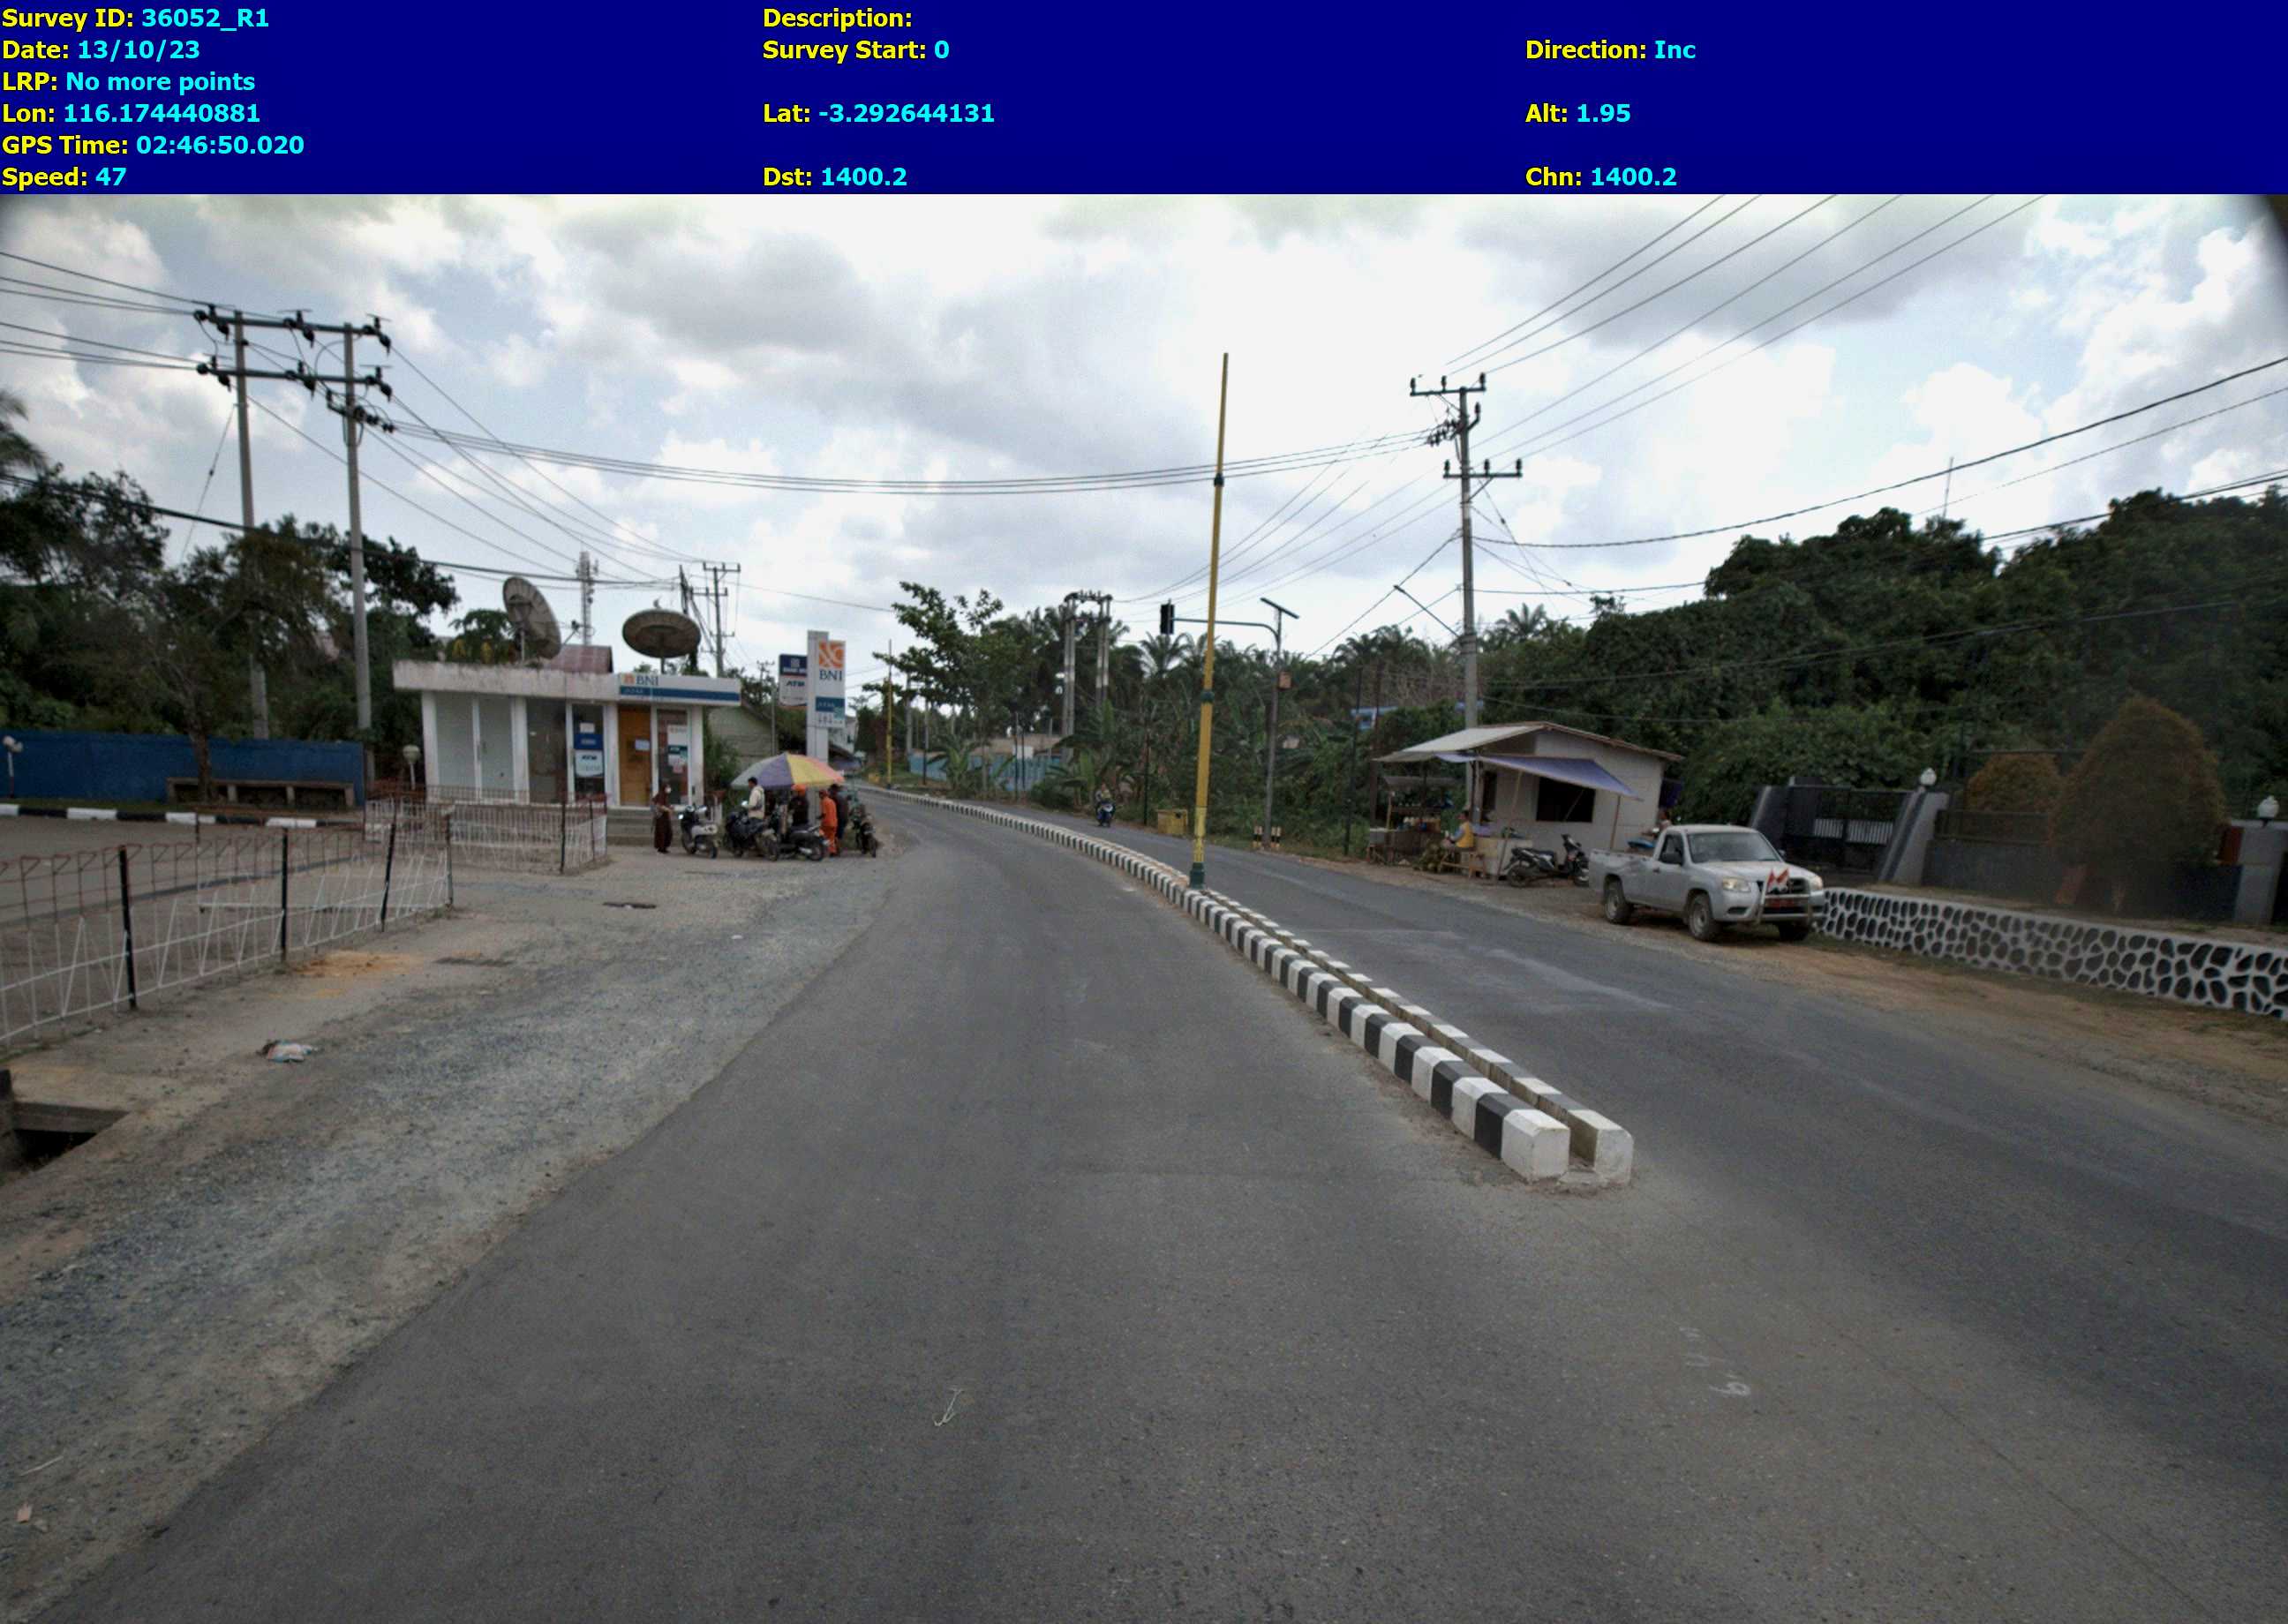 Survey ID: 36052_R1
Description:
Date: 13/10/23
Survey Start: 0
Direction: Inc
LRP: No more points
Lon: 116.174440881
Lat: -3.292644131
Alt: 1.95
GPS Time: 02:46:50.020
Speed: 47
Dst: 1400.2
Chn: 1400.2
BNI
BNI
ATM